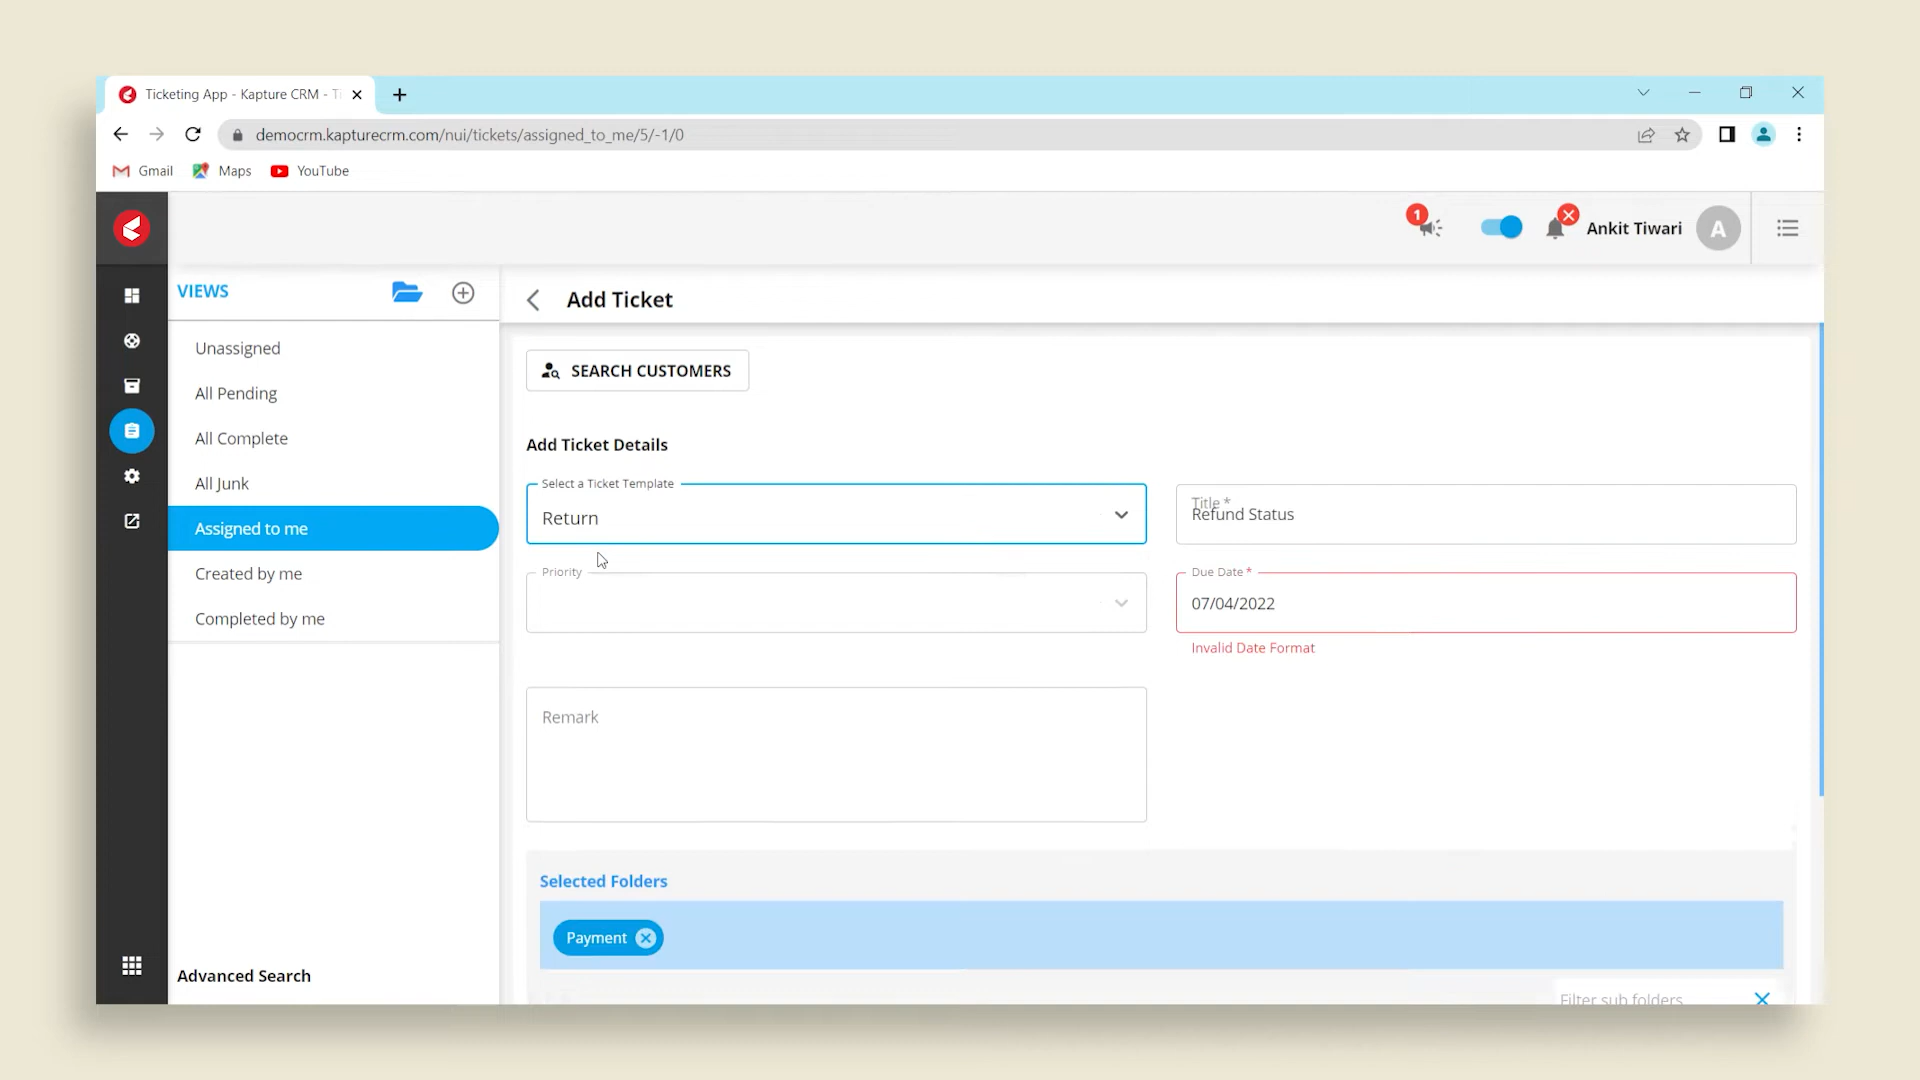 Ticketing App - Kapture CRM - Ti
democrm.kapturecrm.com/nui/tickets/assigned_to_me/5/-1/0
Gmail
Maps
YouTube
1
Ankit Tiwari
A
VIEWS
Unassigned
All Pending
All Complete
All Junk
Assigned to me
Created by me
Completed by me
Advanced Search
Add Ticket
SEARCH CUSTOMERS
Add Ticket Details
Select a Ticket Template
Return
Title *
Refund Status
Priority
Due Date *
07/04/2022
Invalid Date Format
Remark
Selected Folders
Payment
Filter sub folders